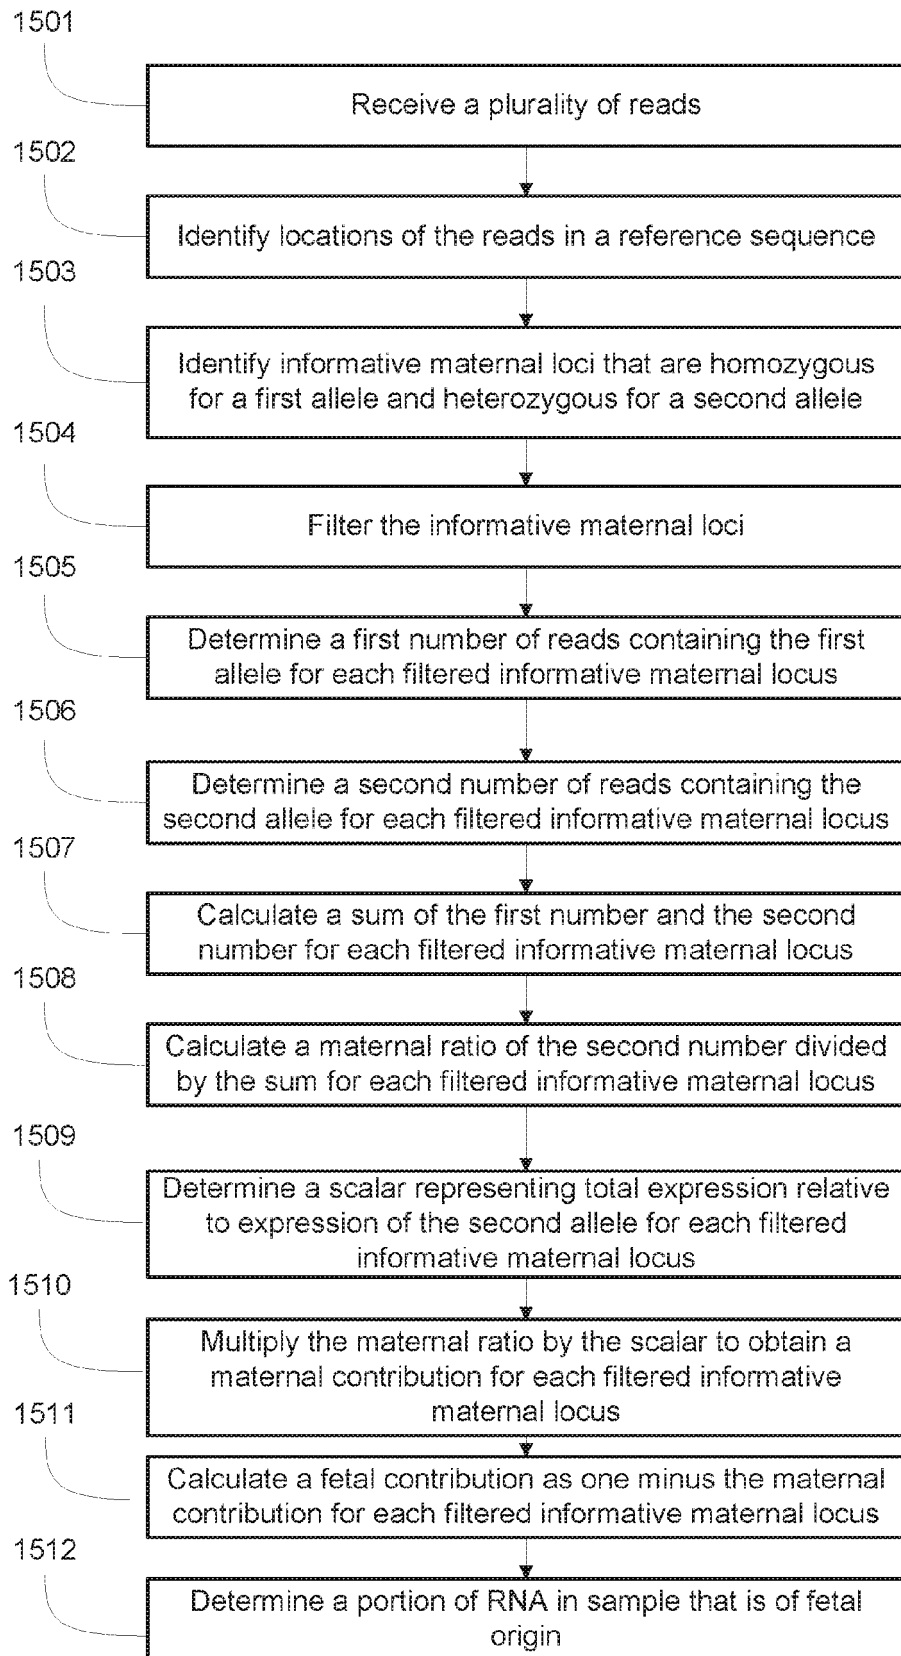 1501
Receive a plurality of reads
1502
Identify locations of the reads in a reference sequence
1503
Identify informative maternal loci that are homozygous
for a first allele and heterozygous for a second allele
1504
Filter the informative maternal loci
1505
Determine a first number of reads containing the first
allele for each filtered informative maternal locus
1506
Determine a second number of reads containing the
second allele for each filtered informative maternal locus
1507
Calculate a sum of the first number and the second
number for each filtered informative maternal locus
1508
Calculate a maternal ratio of the second number divided
by the sum for each filtered informative maternal locus
1509
Determine a scalar representing total expression relative
to expression of the second allele for each filtered
informative maternal locus
1510
Multiply the maternal ratio by the scalar to obtain a
maternal contribution for each filtered informative
maternal locus
1511
Calculate a fetal contribution as one minus the maternal
contribution for each filtered informative maternal locus
1512
Determine a portion of RNA in sample that is of fetal
origin